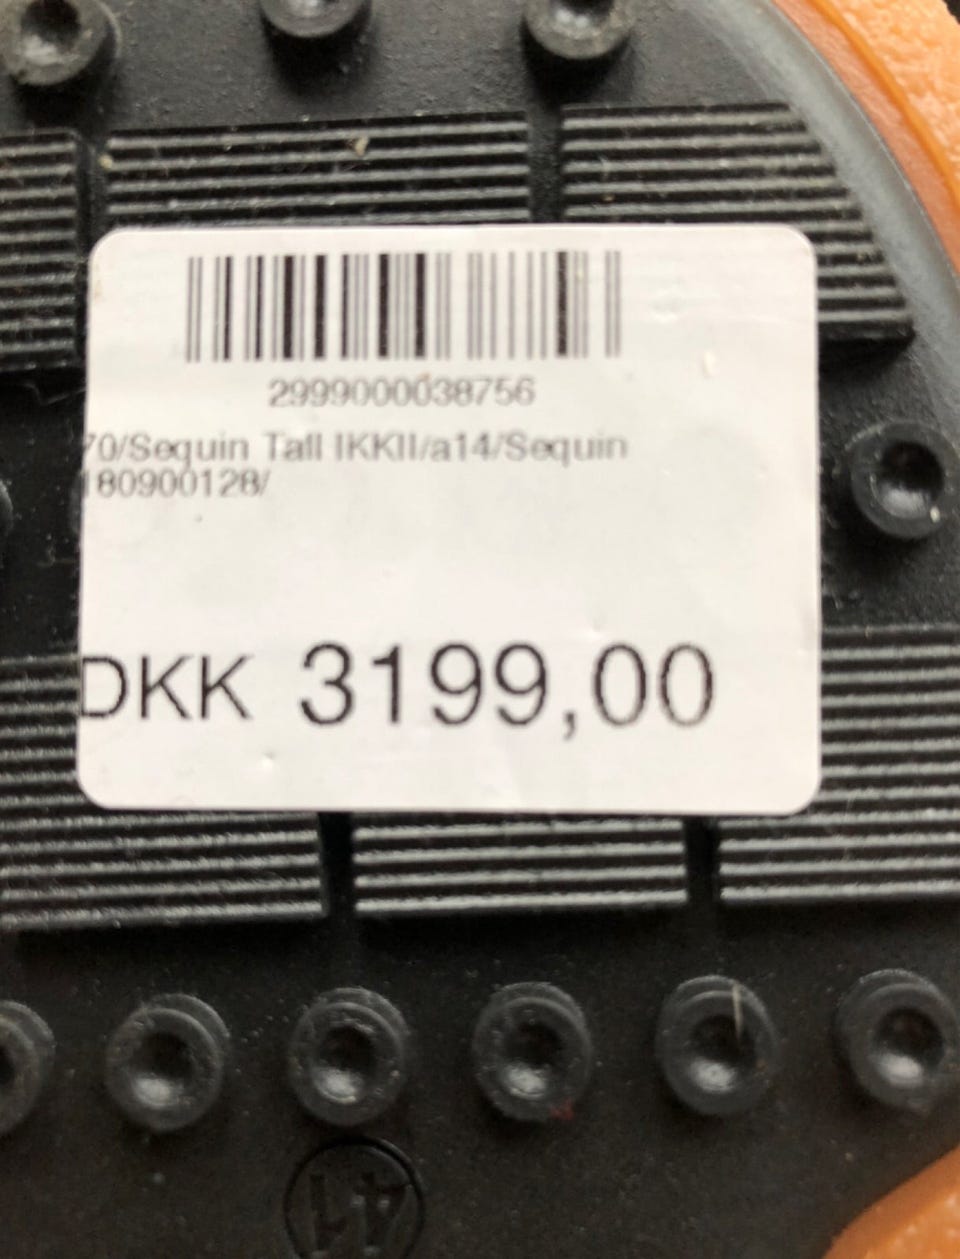 2999000038756
70/Sequin Tall IKKII/a14/Sequin
180900128/
DKK 3199,00
41